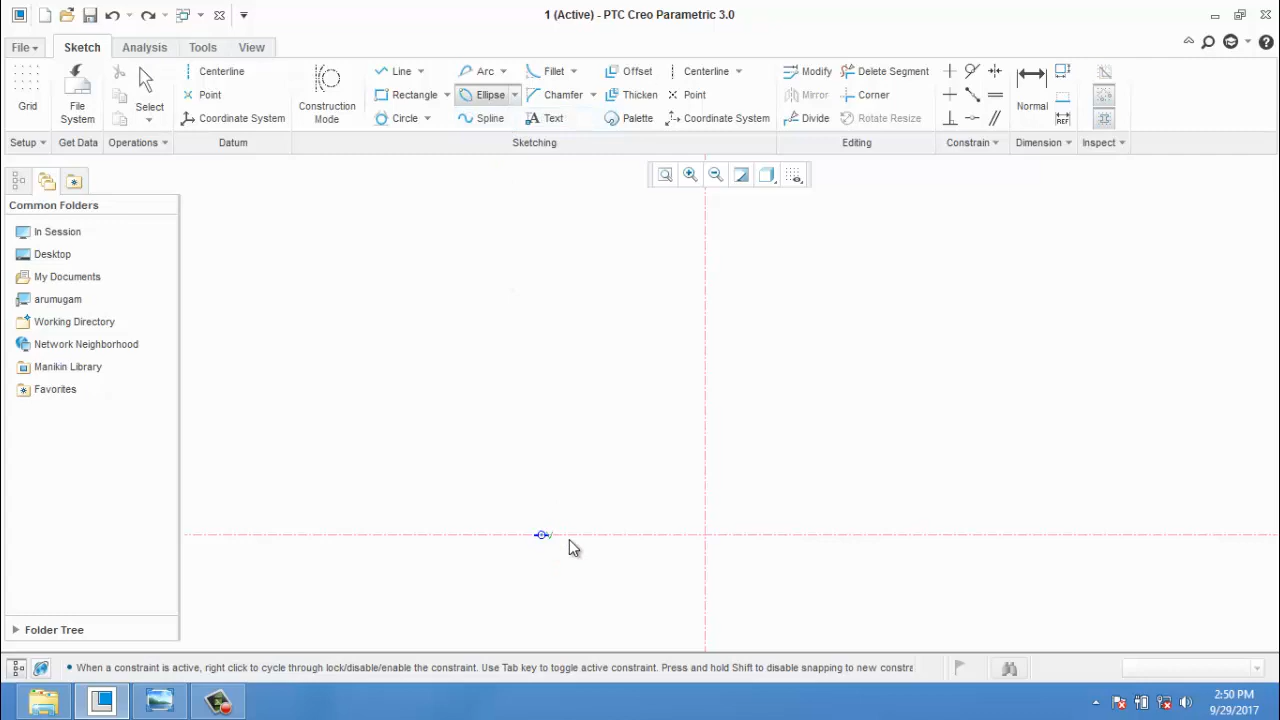 1 (Active) - PTC Creo Parametric 3.0
File Sketch Analysis Tools View
Grid
File System
Select
Centerline
Point
Coordinate System
Construction Mode
Line Arc Fillet Offset Centerline
Rectangle Ellipse Chamfer Thicken Point
Circle Spline Text Palette Coordinate System
Modify Delete Segment
Mirror Corner
Divide Rotate Resize
Normal
REF
Setup Get Data Operations Datum Sketching Editing Constrain Dimension Inspect
Common Folders
In Session
Desktop
My Documents
arumugam
Working Directory
Network Neighborhood
Manikin Library
Favorites
Folder Tree
• When a constraint is active, right click to cycle through lock/disable/enable the constraint. Use Tab key to toggle active constraint. Press and hold Shift to disable snapping to new constra
2:50 PM
9/29/2017